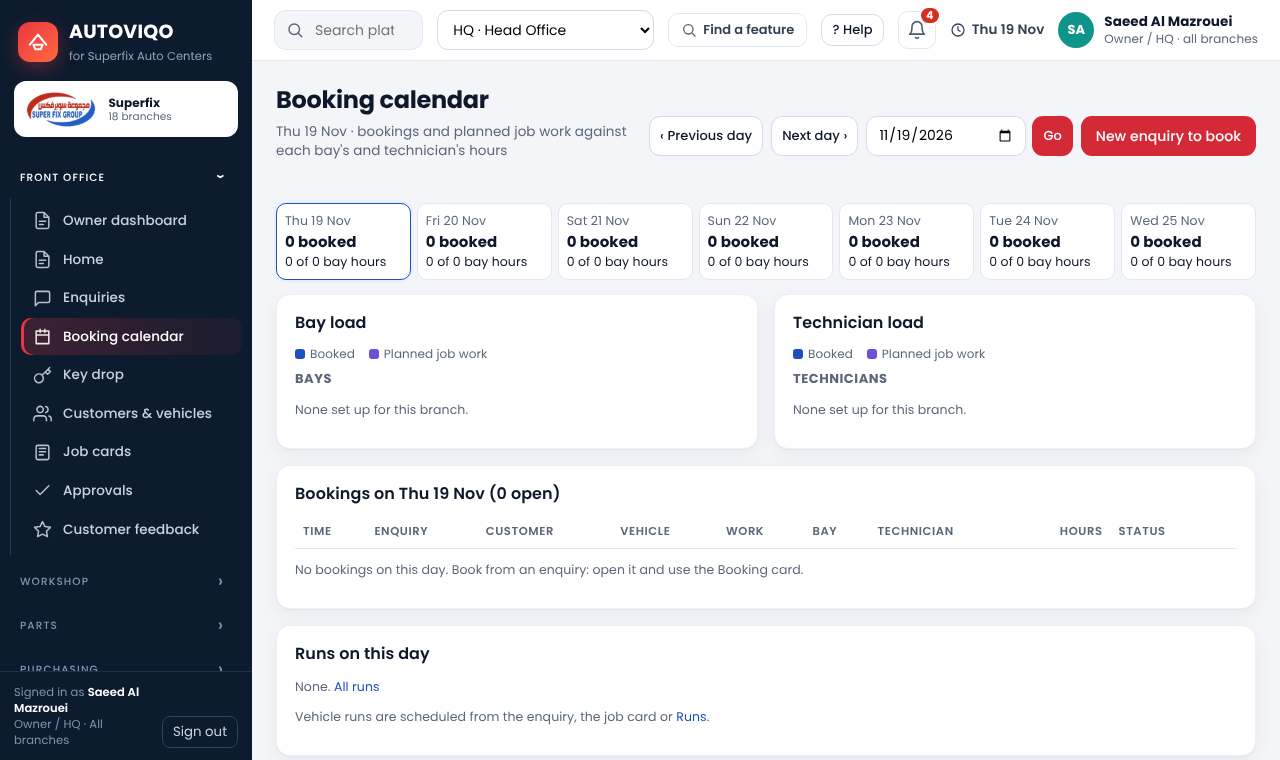 AUTOVIQO
for Superfix Auto Centers
مجموعة سوبر فكس
SUPER FIX GROUP
Superfix
18 branches
FRONT OFFICE
Owner dashboard
Home
Enquiries
Booking calendar
Key drop
Customers & vehicles
Job cards
Approvals
Customer feedback
WORKSHOP
PARTS
PURCHASING
Signed in as Saeed Al
Mazrouei
Owner / HQ · All
branches
Sign out
Search plat
HQ · Head Office
Find a feature
? Help
4
Thu 19 Nov
SA
Saeed Al Mazrouei
Owner / HQ · all branches
Booking calendar
Thu 19 Nov · bookings and planned job work against
each bay's and technician's hours
‹ Previous day
Next day ›
11/19/2026
Go
New enquiry to book
Thu 19 Nov
0 booked
0 of 0 bay hours
Fri 20 Nov
0 booked
0 of 0 bay hours
Sat 21 Nov
0 booked
0 of 0 bay hours
Sun 22 Nov
0 booked
0 of 0 bay hours
Mon 23 Nov
0 booked
0 of 0 bay hours
Tue 24 Nov
0 booked
0 of 0 bay hours
Wed 25 Nov
0 booked
0 of 0 bay hours
Bay load
Booked Planned job work
BAYS
None set up for this branch.
Technician load
Booked Planned job work
TECHNICIANS
None set up for this branch.
Bookings on Thu 19 Nov (0 open)
TIME ENQUIRY CUSTOMER VEHICLE WORK BAY TECHNICIAN HOURS STATUS
No bookings on this day. Book from an enquiry: open it and use the Booking card.
Runs on this day
None. All runs
Vehicle runs are scheduled from the enquiry, the job card or Runs.